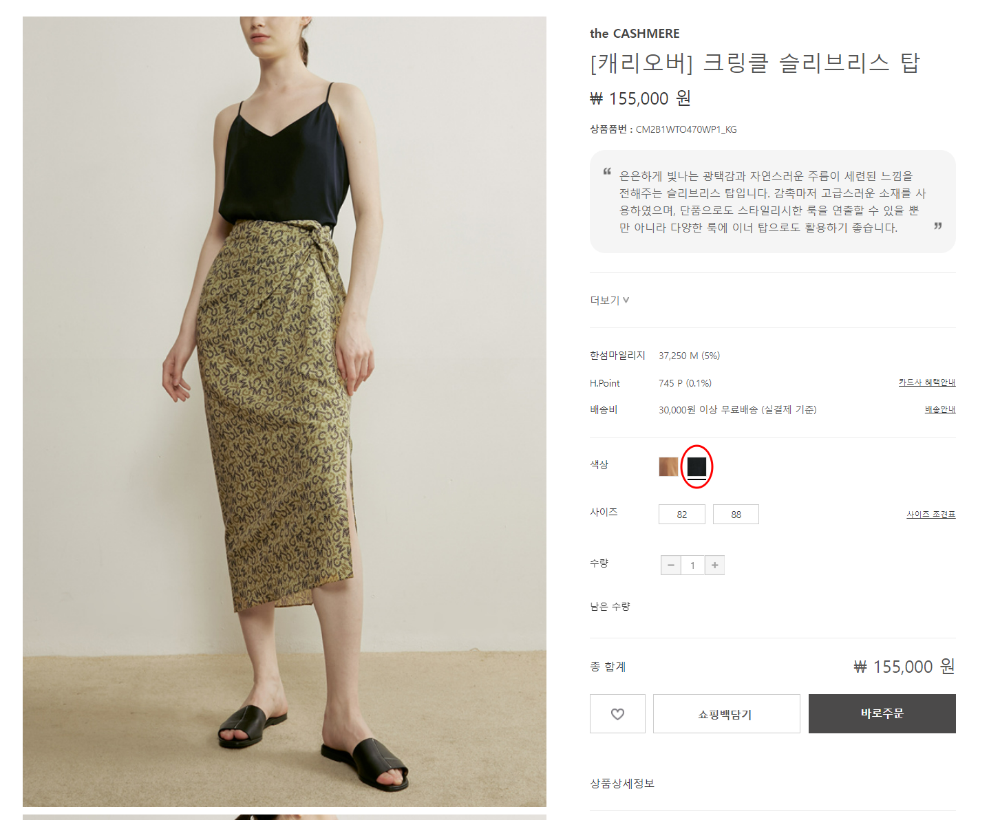 the CASHMERE
[캐리오버] 크링클 슬리브리스 탑
₩ 155,000 원
상품품번 : CM2B1WTO470WP1_KG
❝ 은은하게 빛나는 광택감과 자연스러운 주름이 세련된 느낌을
전해주는 슬리브리스 탑입니다. 감촉마저 고급스러운 소재를 사
용하였으며, 단품으로도 스타일리시한 룩을 연출할 수 있을 뿐
만 아니라 다양한 룩에 이너 탑으로도 활용하기 좋습니다. ❞
더보기 ∨
한섬마일리지 37,250 M (5%)
H.Point 745 P (0.1%) 카드사 혜택안내
배송비 30,000원 이상 무료배송 (실결제 기준) 배송안내
색상
사이즈 82 88 사이즈 조견표
수량 − 1 +
남은 수량
총 합계 ₩ 155,000 원
쇼핑백담기 바로주문
상품상세정보